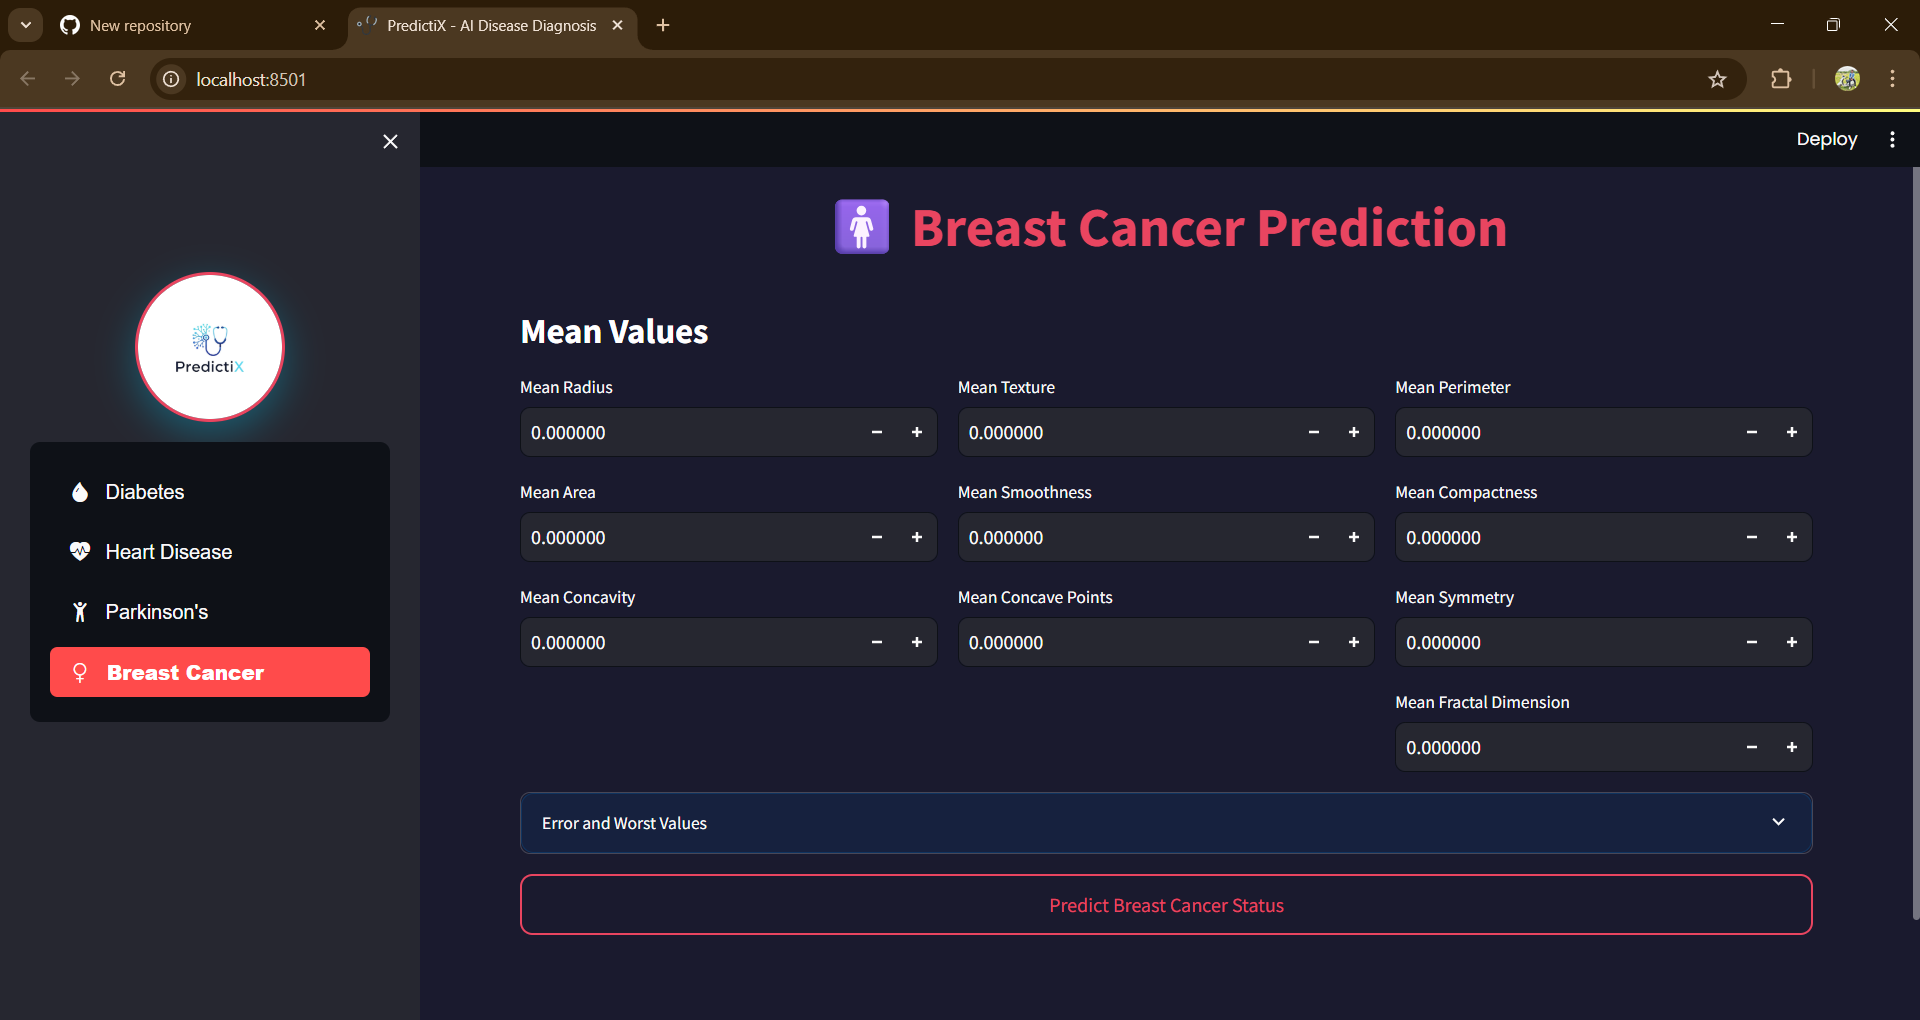 New repository
PredictiX - AI Disease Diagnosis
localhost:8501
Deploy
PredictiX
Diabetes
Heart Disease
Parkinson's
Breast Cancer
Breast Cancer Prediction
Mean Values
Mean Radius Mean Texture Mean Perimeter
0.000000 0.000000 0.000000
Mean Area Mean Smoothness Mean Compactness
0.000000 0.000000 0.000000
Mean Concavity Mean Concave Points Mean Symmetry
0.000000 0.000000 0.000000
Mean Fractal Dimension
0.000000
Error and Worst Values
Predict Breast Cancer Status